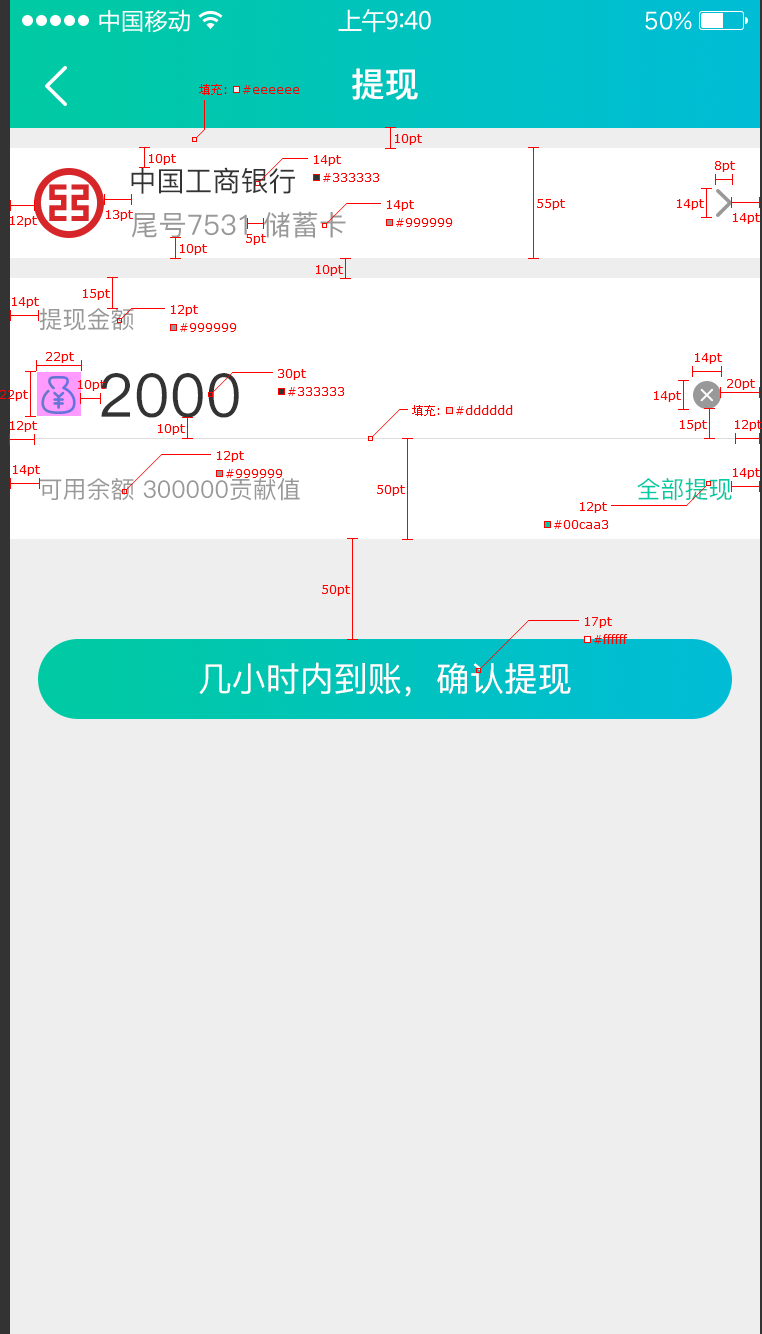 中国移动 上午9:40 50%
提现
填充: #eeeeee
10pt
10pt
中国工商银行
14pt
#333333
8pt
14pt
14pt
12pt
13pt
尾号7531 储蓄卡
14pt
#999999
5pt
55pt
10pt
10pt
15pt
14pt
提现金额
12pt
#999999
22pt
22pt
10pt
¥
2000
30pt
#333333
14pt
14pt
20pt
15pt
12pt
10pt
填充: #dddddd
12pt
14pt
可用余额 300000贡献值
12pt
#999999
50pt
全部提现
14pt
12pt
#00caa3
50pt
17pt
#ffffff
几小时内到账，确认提现